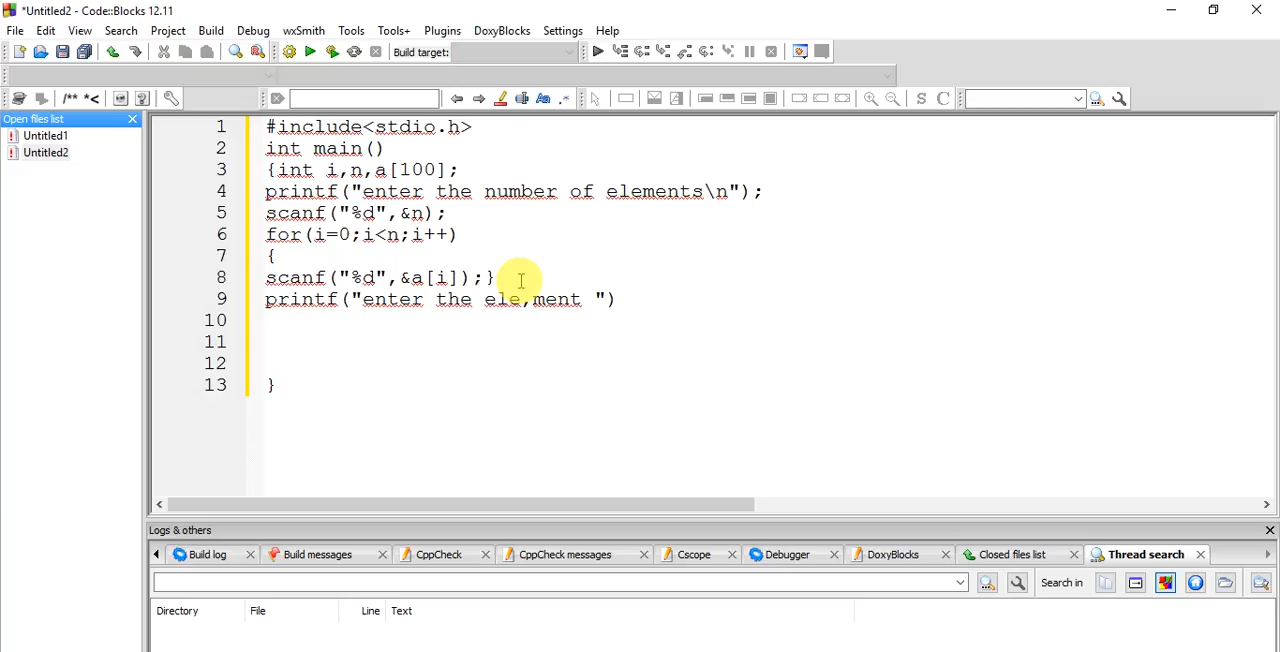 *Untitled2 - Code::Blocks 12.11
File Edit View Search Project Build Debug wxSmith Tools Tools+ Plugins DoxyBlocks Settings Help
Build target:
/** *<
.*
S C
Open files list
Untitled1
Untitled2
1 #include<stdio.h>
2 int main()
3 {int i,n,a[100];
4 printf("enter the number of elements\n");
5 scanf("%d",&n);
6 for(i=0;i<n;i++)
7 {
8 scanf("%d",&a[i]);}
9 printf("enter the ele,ment ")
10
11
12
13 }
Logs & others
Build log Build messages CppCheck CppCheck messages Cscope Debugger DoxyBlocks Closed files list Thread search
Search in
Directory File Line Text